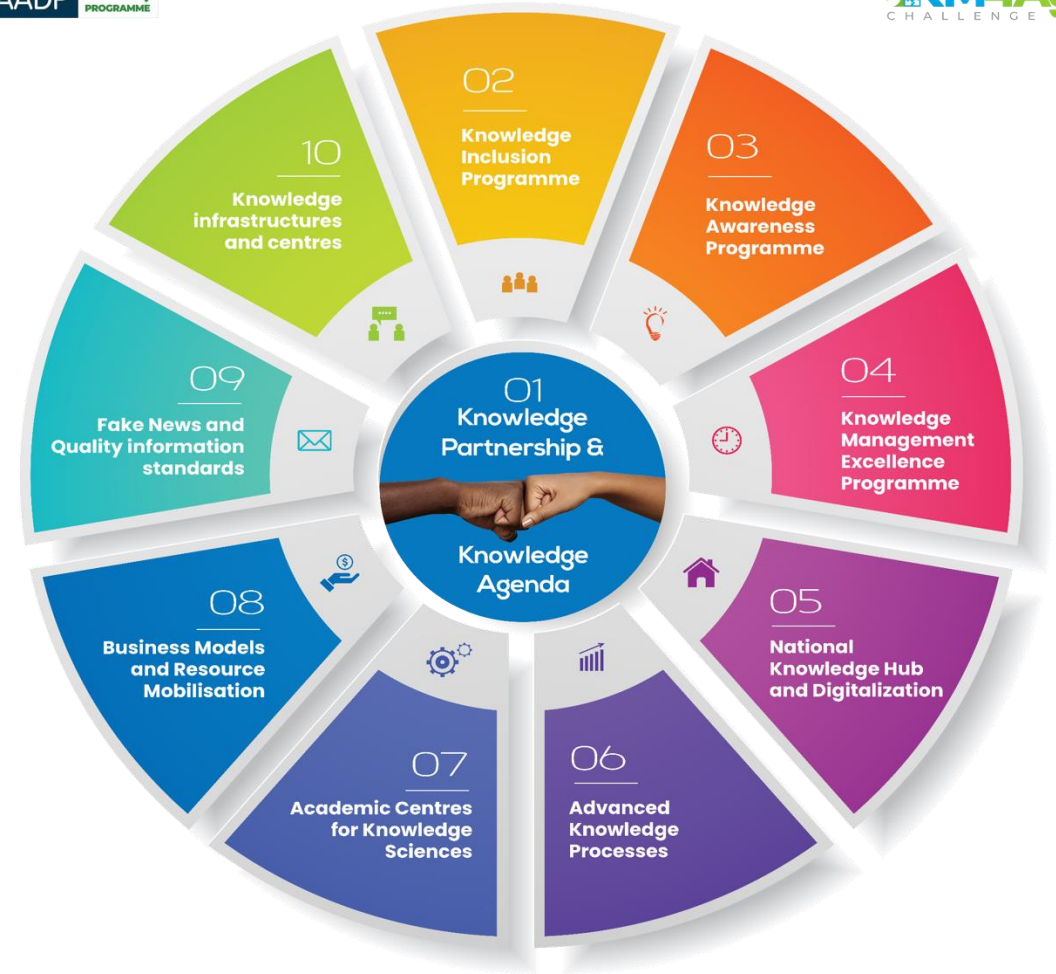 PROGRAMME
CHALLENGE
02
Knowledge
Inclusion
Programme
03
Knowledge
Awareness
Programme
04
Knowledge
Management
Excellence
Programme
05
National
Knowledge Hub
and Digitalization
06
Advanced
Knowledge
Processes
07
Academic Centres
for Knowledge
Sciences
08
Business Models
and Resource
Mobilisation
09
Fake News and
Quality information
standards
10
Knowledge
infrastructures
and centres
01
Knowledge
Partnership &
Knowledge
Agenda